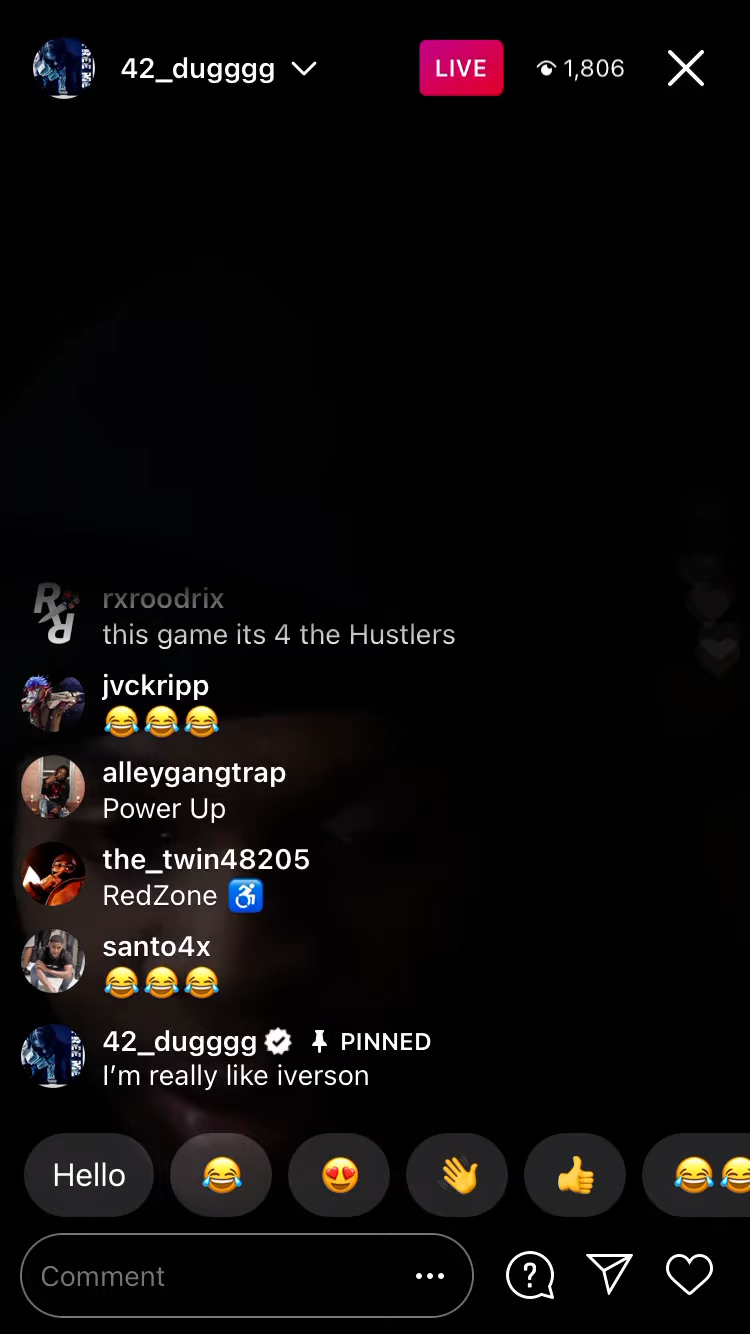 42_dugggg
LIVE 1,806
rxroodrix
this game its 4 the Hustlers
jvckripp
😂😂😂
alleygangtrap
Power Up
the_twin48205
RedZone ♿
santo4x
😂😂😂
42_dugggg PINNED
I'm really like iverson
Hello 😂 😍 👋 👍 😂😂
Comment